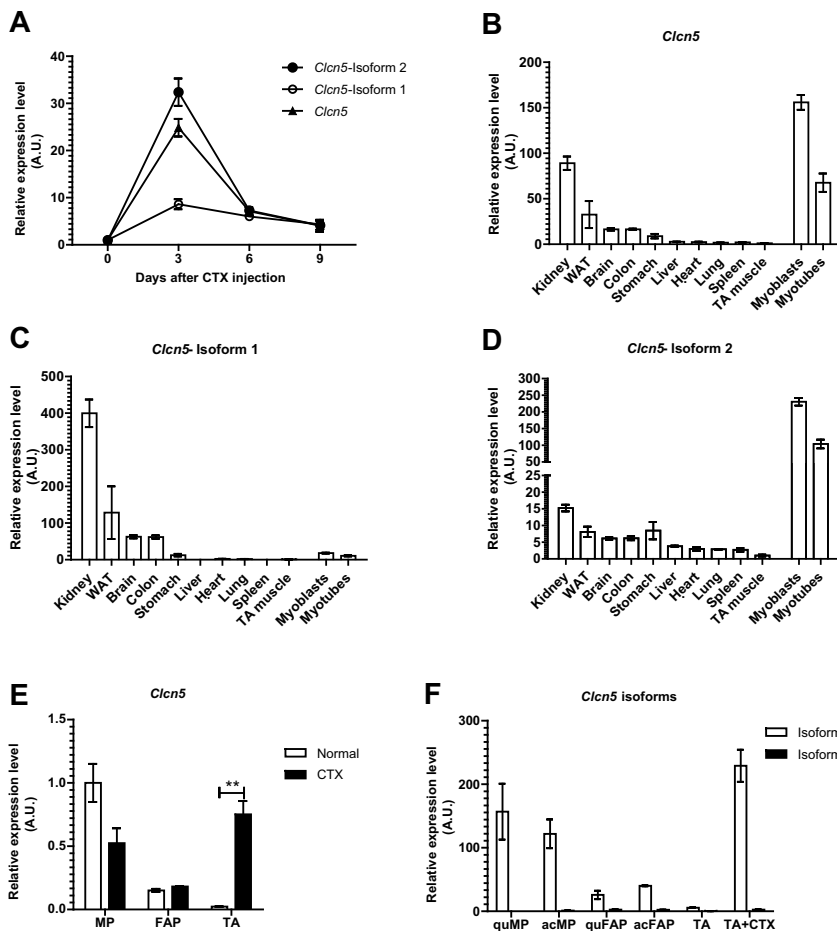 A
Relative expression level
(A.U.)
40
30
20
10
0
0
3
6
9
Days after CTX injection
Clcn5-Isoform 2
Clcn5-Isoform 1
Clcn5
B
Clcn5
Relative expression level
(A.U.)
200
150
100
50
0
Kidney
WAT
Brain
Colon
Stomach
Liver
Heart
Lung
Spleen
TA muscle
Myoblasts
Myotubes
C
Clcn5- Isoform 1
Relative expression level
(A.U.)
500
400
300
200
100
0
Kidney
WAT
Brain
Colon
Stomach
Liver
Heart
Lung
Spleen
TA muscle
Myoblasts
Myotubes
D
Clcn5- Isoform 2
Relative expression level
(A.U.)
300
250
200
150
100
50
25
20
15
10
5
0
Kidney
WAT
Brain
Colon
Stomach
Liver
Heart
Lung
Spleen
TA muscle
Myoblasts
Myotubes
E
Clcn5
Relative expression level
(A.U.)
1.5
1.0
0.5
0.0
MP
FAP
TA
Normal
CTX
**
F
Clcn5 isoforms
Relative expression level
(A.U.)
300
200
100
0
quMP
acMP
quFAP
acFAP
TA
TA+CTX
Isoform
Isoform